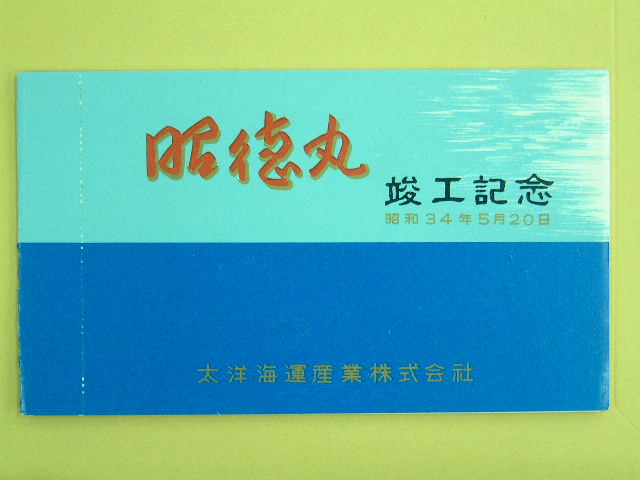 昭徳丸
竣工記念
昭和34年5月20日
太洋海運産業株式会社